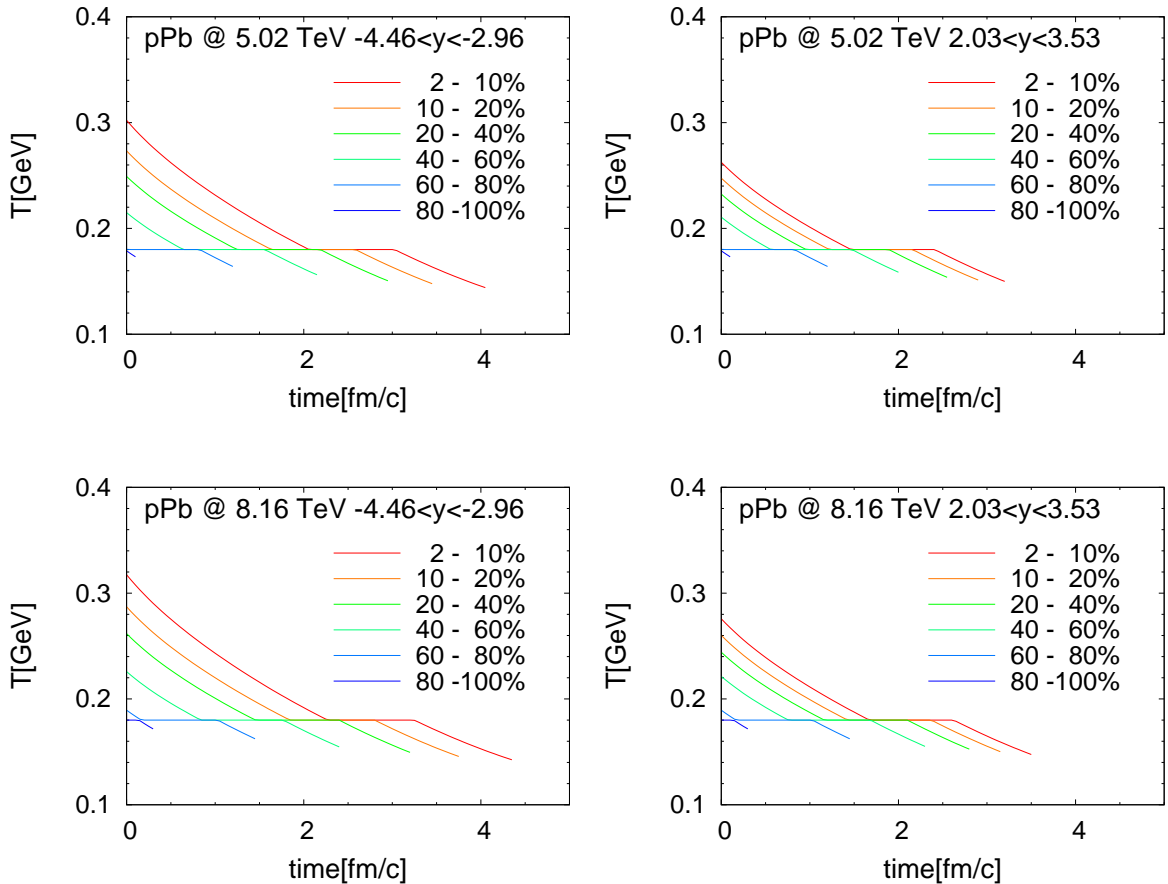 pPb @ 5.02 TeV -4.46<y<-2.96
2 - 10%
10 - 20%
20 - 40%
40 - 60%
60 - 80%
80 -100%
T[GeV]
0.4
0.3
0.2
0.1
0 2 4
time[fm/c]
pPb @ 5.02 TeV 2.03<y<3.53
2 - 10%
10 - 20%
20 - 40%
40 - 60%
60 - 80%
80 -100%
T[GeV]
0.4
0.3
0.2
0.1
0 2 4
time[fm/c]
pPb @ 8.16 TeV -4.46<y<-2.96
2 - 10%
10 - 20%
20 - 40%
40 - 60%
60 - 80%
80 -100%
T[GeV]
0.4
0.3
0.2
0.1
0 2 4
time[fm/c]
pPb @ 8.16 TeV 2.03<y<3.53
2 - 10%
10 - 20%
20 - 40%
40 - 60%
60 - 80%
80 -100%
T[GeV]
0.4
0.3
0.2
0.1
0 2 4
time[fm/c]